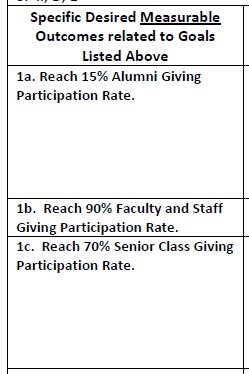 Specific Desired Measurable
Outcomes related to Goals
Listed Above
1a. Reach 15% Alumni Giving
Participation Rate.
1b.  Reach 90% Faculty and Staff
Giving Participation Rate.
1c.  Reach 70% Senior Class Giving
Participation Rate.